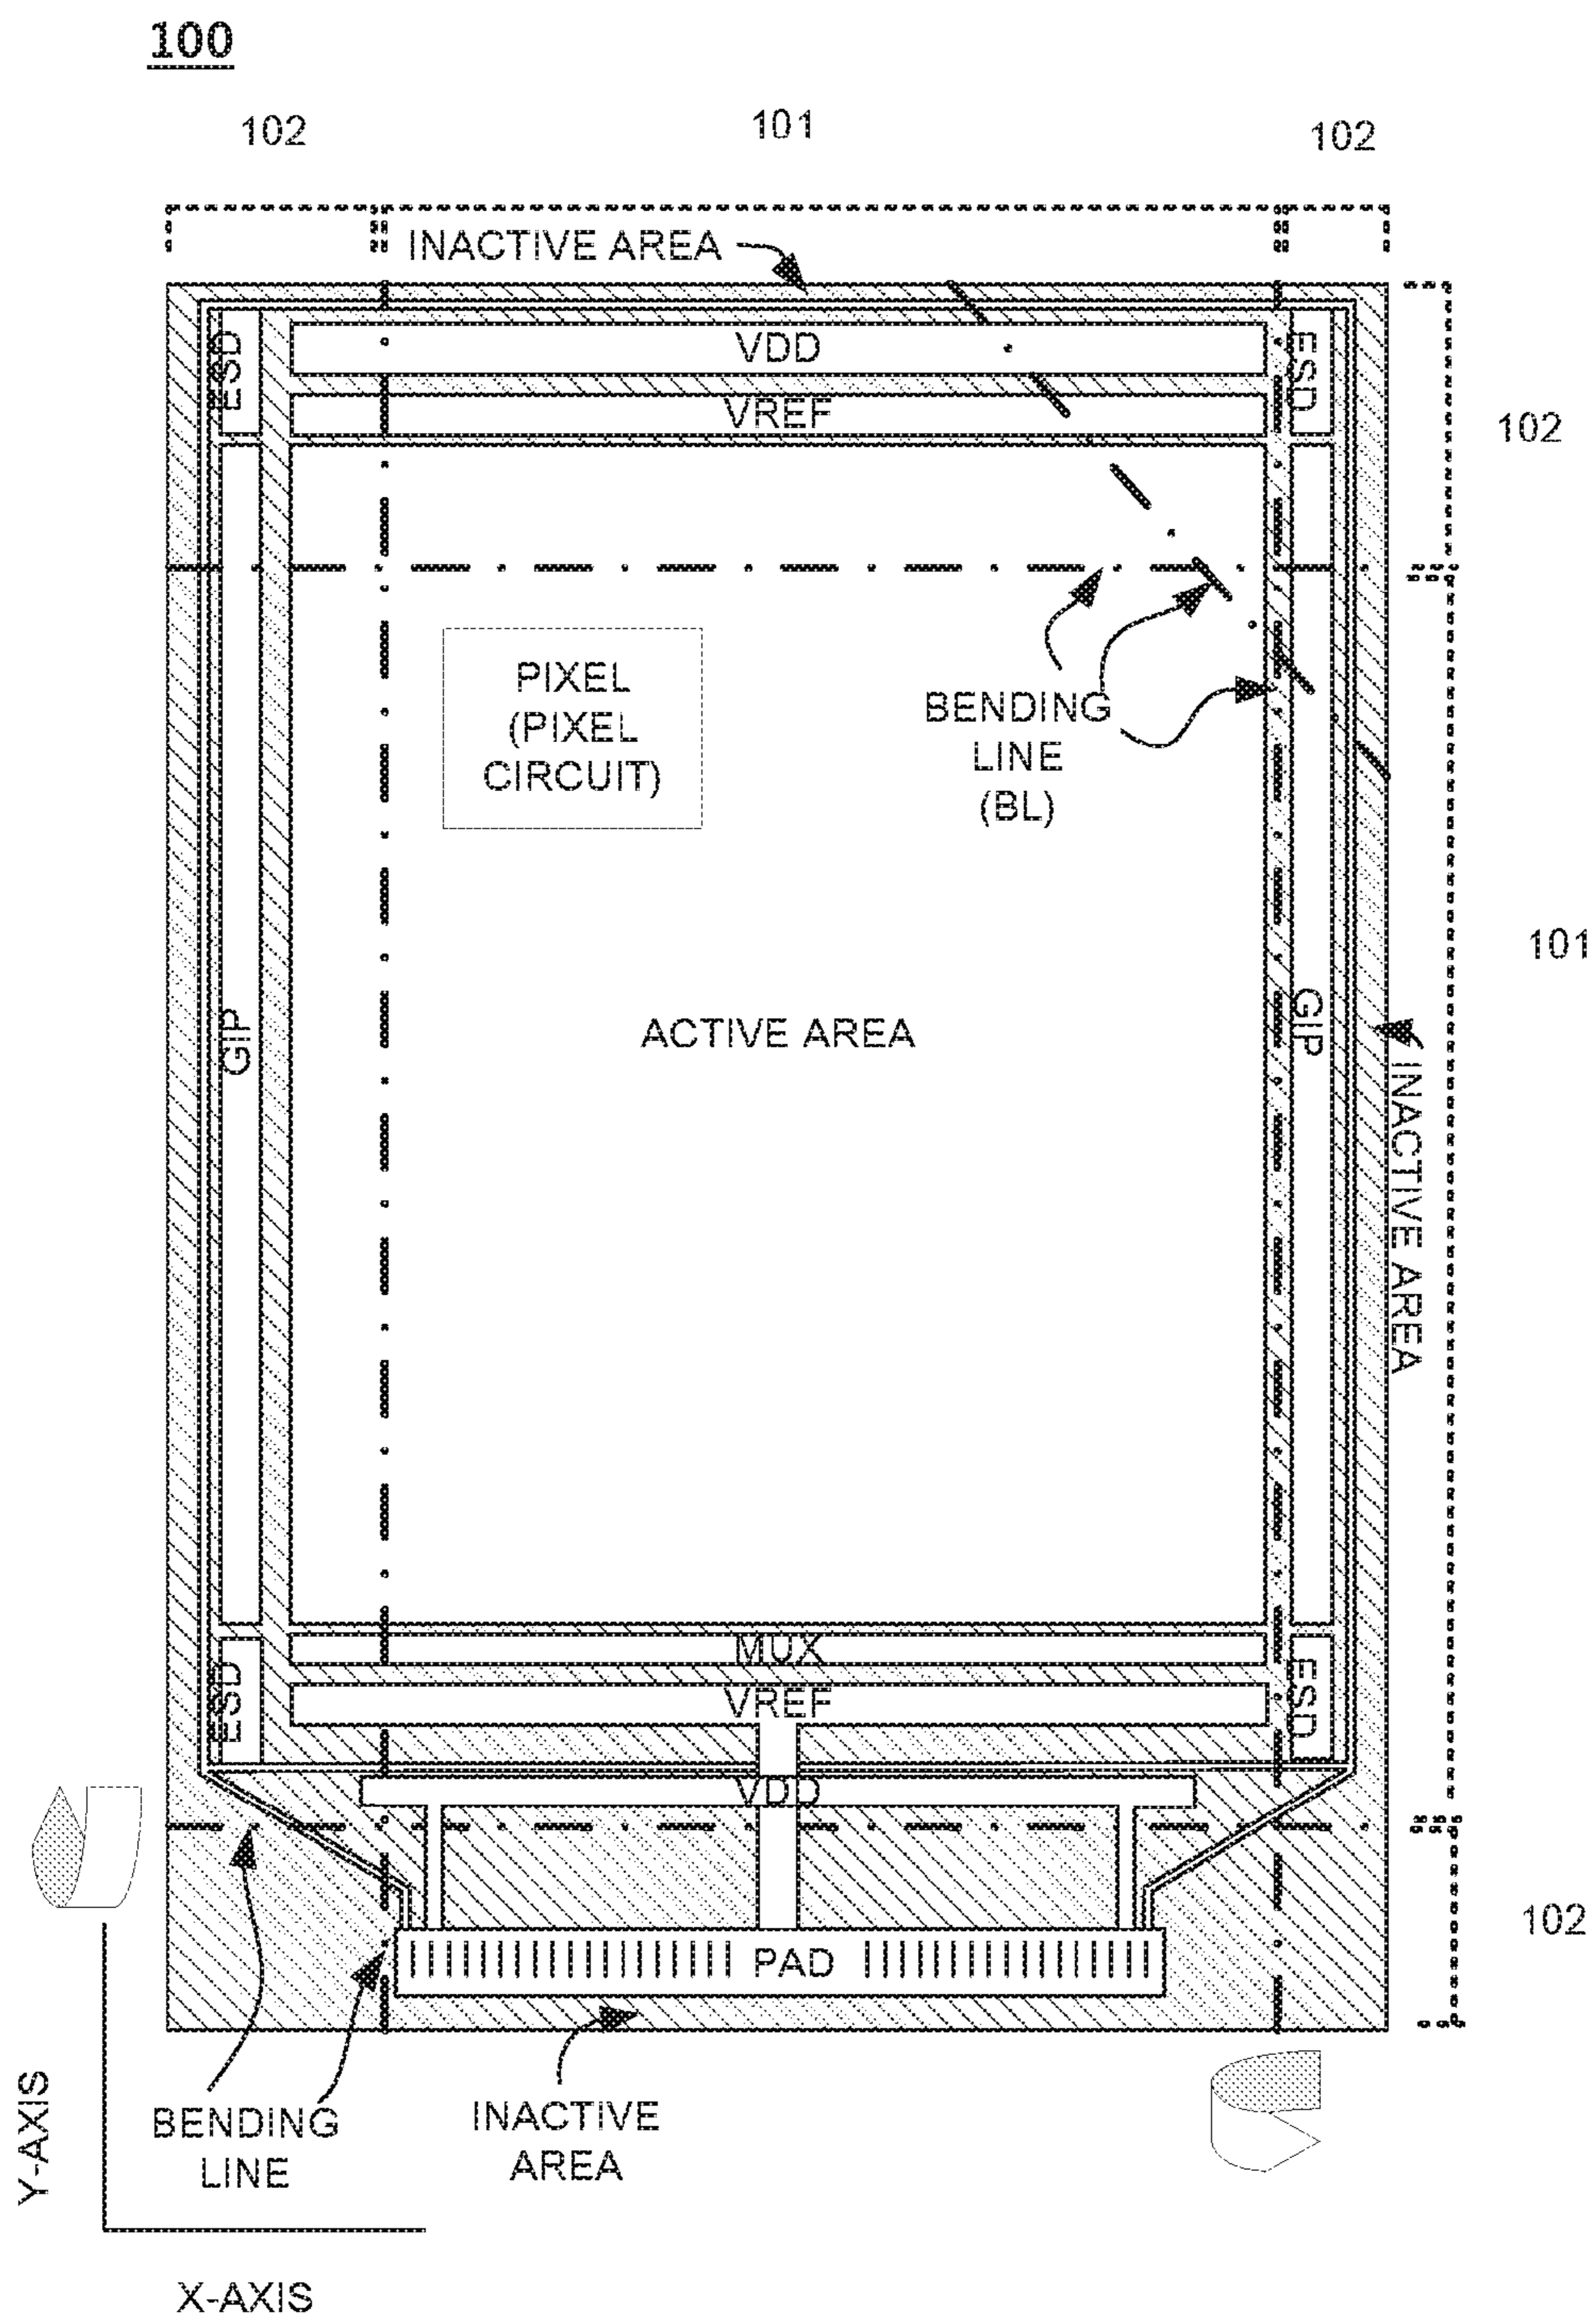 100
102
101
102
INACTIVE AREA
ESD
VDD
ESD
VREF
102
PIXEL
(PIXEL
CIRCUIT)
BENDING
LINE
(BL)
101
GIP
ACTIVE AREA
GIP
INACTIVE AREA
MUX
ESD
VREF
ESD
VDD
102
PAD
BENDING
LINE
INACTIVE
AREA
Y-AXIS
X-AXIS